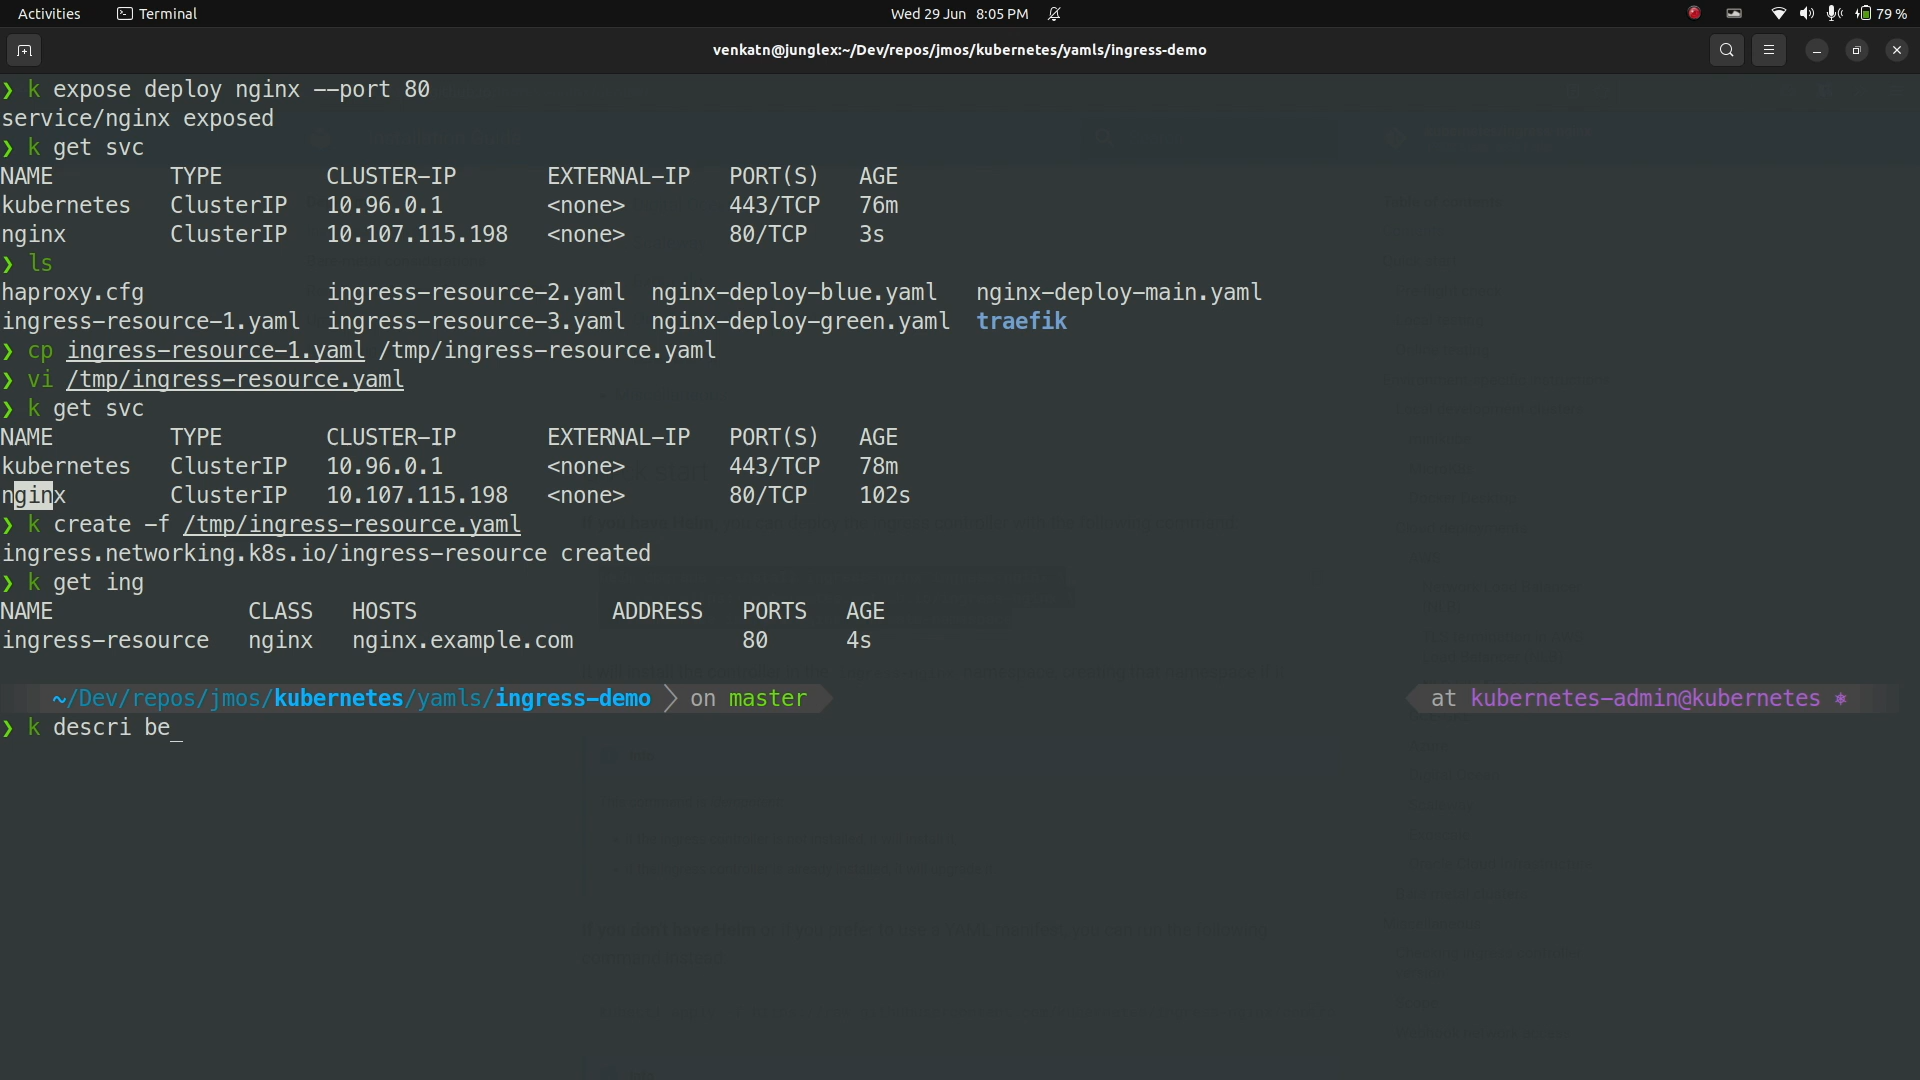 Activities Terminal Wed 29 Jun 8:05 PM 79 %
venkatn@junglex:~/Dev/repos/jmos/kubernetes/yamls/ingress-demo
❯ k expose deploy nginx --port 80
service/nginx exposed
❯ k get svc
NAME TYPE CLUSTER-IP EXTERNAL-IP PORT(S) AGE
kubernetes ClusterIP 10.96.0.1 <none> 443/TCP 76m
nginx ClusterIP 10.107.115.198 <none> 80/TCP 3s
❯ ls
haproxy.cfg ingress-resource-2.yaml nginx-deploy-blue.yaml nginx-deploy-main.yaml
ingress-resource-1.yaml ingress-resource-3.yaml nginx-deploy-green.yaml traefik
❯ cp ingress-resource-1.yaml /tmp/ingress-resource.yaml
❯ vi /tmp/ingress-resource.yaml
❯ k get svc
NAME TYPE CLUSTER-IP EXTERNAL-IP PORT(S) AGE
kubernetes ClusterIP 10.96.0.1 <none> 443/TCP 78m
nginx ClusterIP 10.107.115.198 <none> 80/TCP 102s
❯ k create -f /tmp/ingress-resource.yaml
ingress.networking.k8s.io/ingress-resource created
❯ k get ing
NAME CLASS HOSTS ADDRESS PORTS AGE
ingress-resource nginx nginx.example.com 80 4s
~/Dev/repos/jmos/kubernetes/yamls/ingress-demo on master at kubernetes-admin@kubernetes ⎈
❯ k descri be_